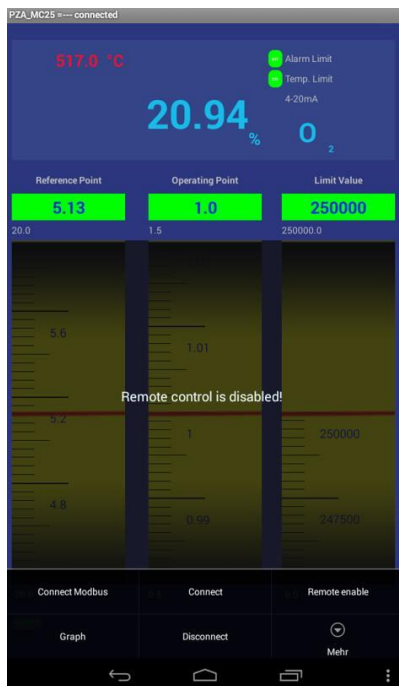 PZA_MC25 =--- connected
517.0 °C
Alarm Limit
Temp. Limit
4-20mA
20.94 %
O2
Reference Point Operating Point Limit Value
5.13 1.0 250000
20.0 1.5 250000.0
5.6
1.01
Remote control is disabled!
5.2
1 250000
4.8
0.99 247500
Connect Modbus Connect Remote enable
Graph Disconnect Mehr